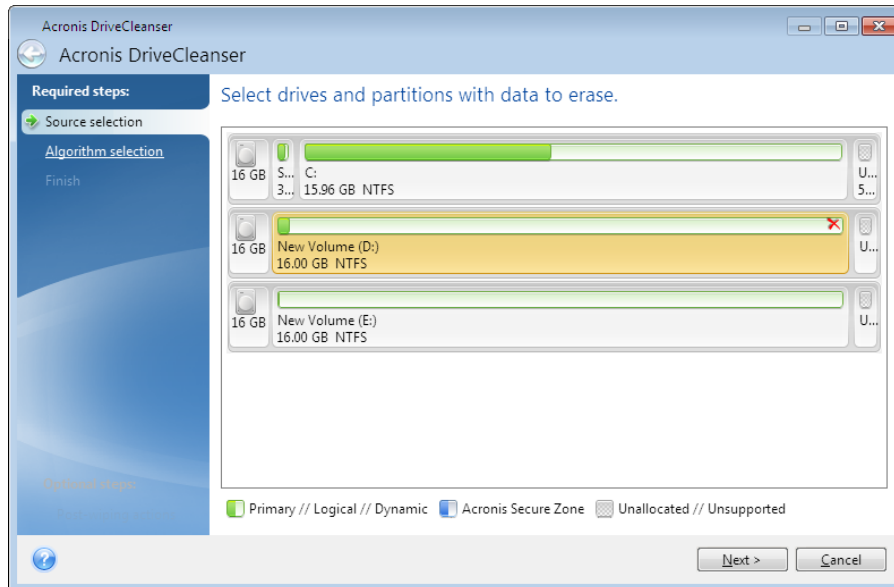 Acronis DriveCleanser
Acronis DriveCleanser
Required steps:
Source selection
Algorithm selection
Finish
Select drives and partitions with data to erase.
16 GB
S...
3...
C:
15.96 GB NTFS
U...
5...
16 GB
New Volume (D:)
16.00 GB NTFS
U...
16 GB
New Volume (E:)
16.00 GB NTFS
U...
Optional steps:
Primary // Logical // Dynamic
Acronis Secure Zone
Unallocated // Unsupported
?
Next >
Cancel